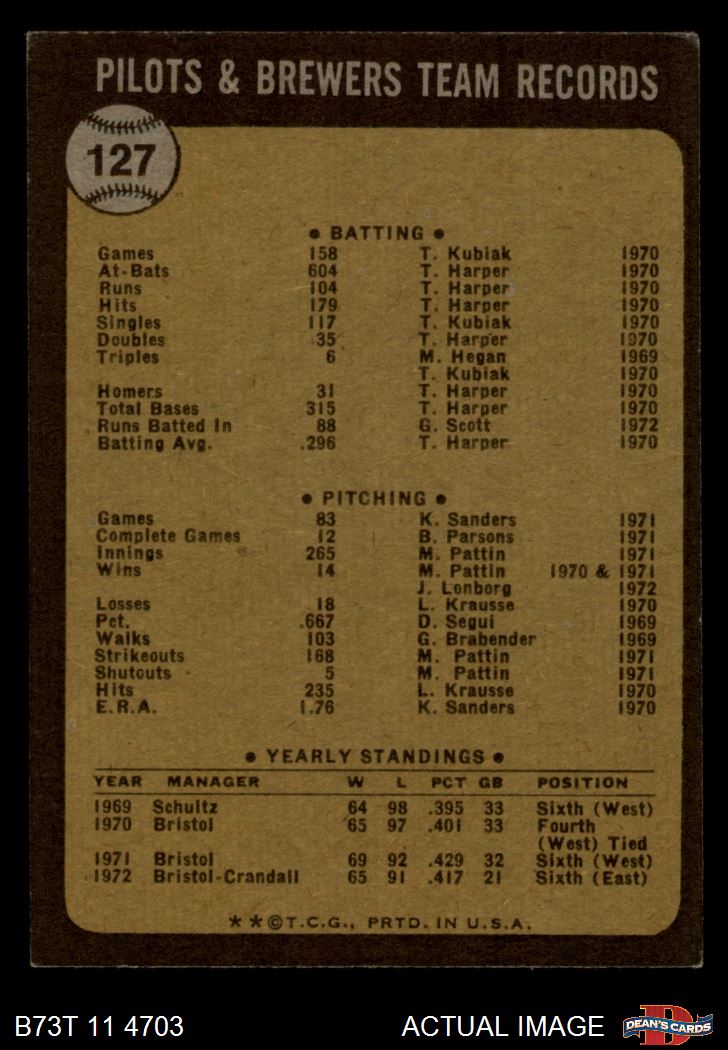 PILOTS & BREWERS TEAM RECORDS
127
• BATTING •
Games 158 T. Kubiak 1970
At-Bats 604 T. Harper 1970
Runs 104 T. Harper 1970
Hits 179 T. Harper 1970
Singles 117 T. Kubiak 1970
Doubles 35 T. Harper 1970
Triples 6 M. Hegan 1969
T. Kubiak 1970
Homers 31 T. Harper 1970
Total Bases 315 T. Harper 1970
Runs Batted In 88 G. Scott 1972
Batting Avg. .296 T. Harper 1970
• PITCHING •
Games 83 K. Sanders 1971
Complete Games 12 B. Parsons 1971
Innings 265 M. Pattin 1971
Wins 14 M. Pattin 1970 & 1971
J. Lonborg 1972
Losses 18 L. Krausse 1970
Pct. .667 D. Segui 1969
Walks 103 G. Brabender 1969
Strikeouts 168 M. Pattin 1971
Shutouts 5 M. Pattin 1971
Hits 235 L. Krausse 1970
E.R.A. 1.76 K. Sanders 1970
• YEARLY STANDINGS •
YEAR MANAGER W L PCT GB POSITION
1969 Schultz 64 98 .395 33 Sixth (West)
1970 Bristol 65 97 .401 33 Fourth
(West) Tied
1971 Bristol 69 92 .429 32 Sixth (West)
1972 Bristol-Crandall 65 91 .417 21 Sixth (East)
**©T.C.G., PRTD. IN U.S.A.
B73T 11 4703 ACTUAL IMAGE DEAN'S CARDS